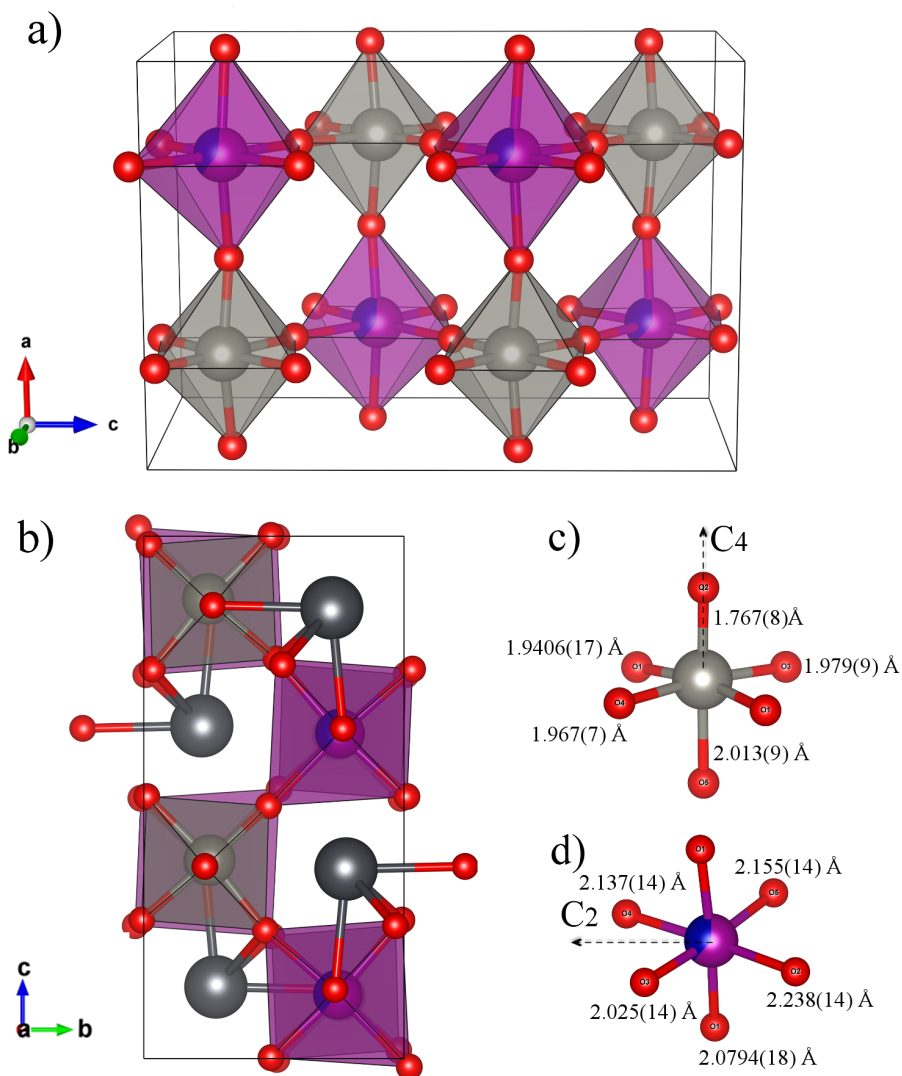 a)
a
c
b
b)
c
a
b
c)
C4
O2
1.767(8)Å
1.9406(17) Å
O1
O3
1.979(9) Å
O4
O1
1.967(7) Å
2.013(9) Å
O5
d)
O1
2.155(14) Å
2.137(14) Å
O5
O4
C2
O3
O2
2.025(14) Å
2.238(14) Å
O1
2.0794(18) Å